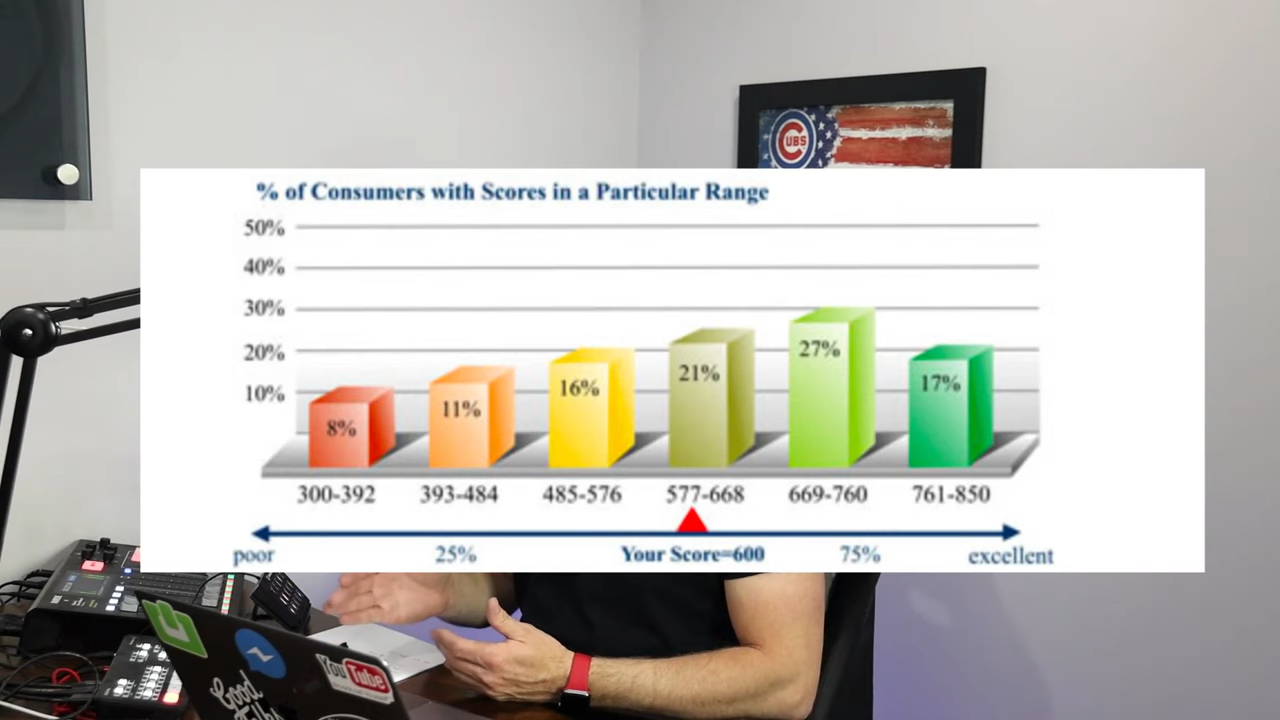 CUBS
% of Consumers with Scores in a Particular Range
50%
40%
30%
20%
10%
8%
11%
16%
21%
27%
17%
300-392 393-484 485-576 577-668 669-760 761-850
poor 25% Your Score=600 75% excellent
YouTube
Good